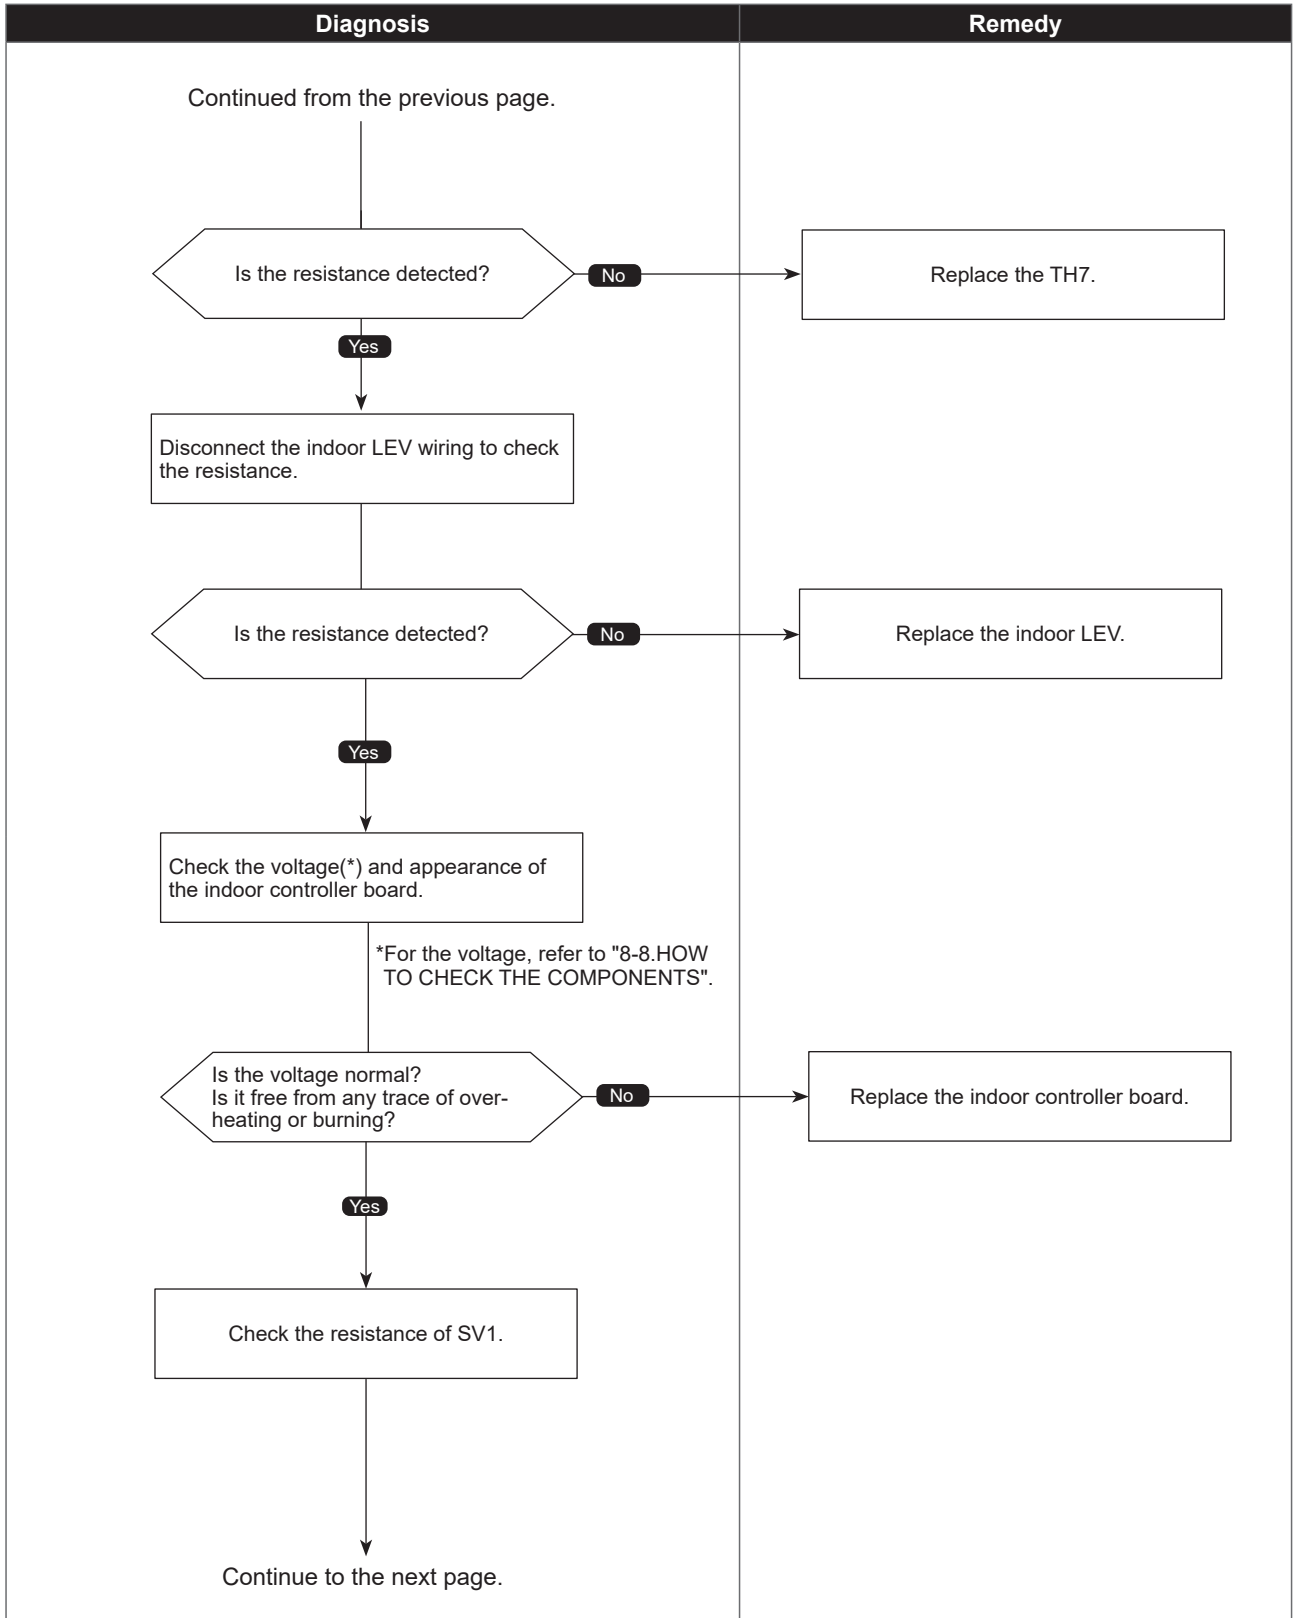 Diagnosis
Remedy
Continued from the previous page.
Is the resistance detected?
No
Replace the TH7.
Yes
Disconnect the indoor LEV wiring to check
the resistance.
Is the resistance detected?
No
Replace the indoor LEV.
Yes
Check the voltage(*) and appearance of
the indoor controller board.
*For the voltage, refer to "8-8.HOW
TO CHECK THE COMPONENTS".
Is the voltage normal?
Is it free from any trace of over-
heating or burning?
No
Replace the indoor controller board.
Yes
Check the resistance of SV1.
Continue to the next page.